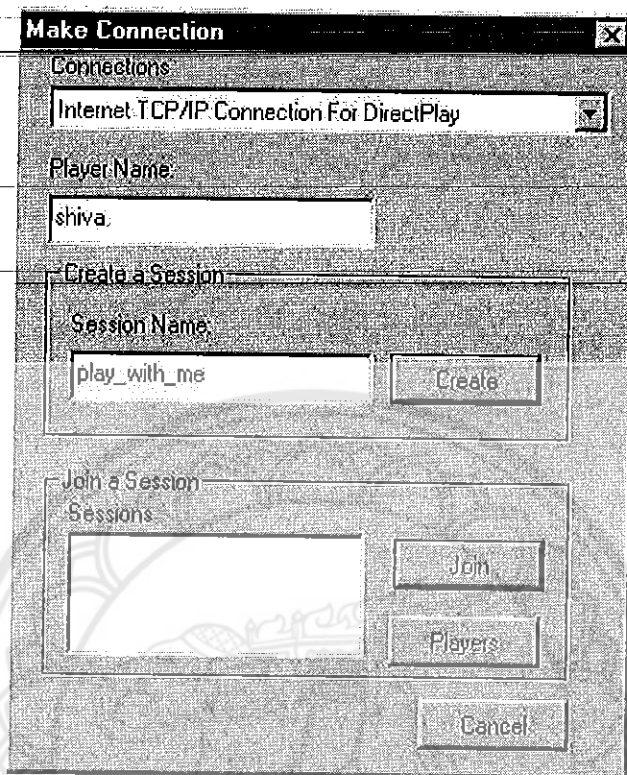 Make Connection
Connections:
Internet TCP/IP Connection For DirectPlay
Player Name:
shiva
Create a Session
Session Name:
play_with_me
Create
Join a Session
Sessions
Join
Players
Cancel